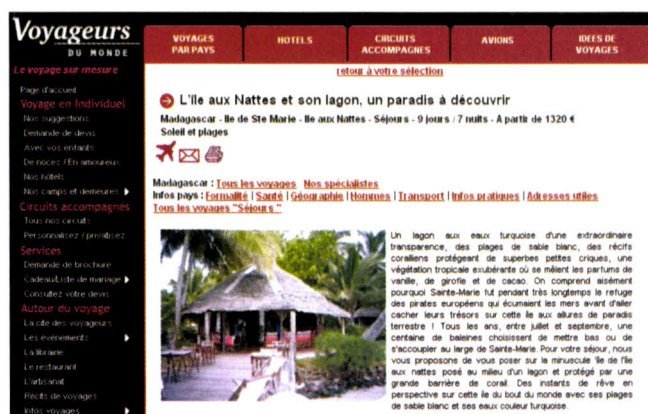 Voyageurs
DU MONDE
Le voyage sur mesure
VOYAGES
PAR PAYS
HOTELS
CIRCUITS
ACCOMPAGNES
AVIONS
IDEES DE
VOYAGES
Page d'accueil
Voyage en Individuel
Nos suggestions
Demande de devis
Avec vos enfants
De noces / En amoureux
Nos hôtels
Nos camps et demeures
Circuits accompagnés
Tous nos circuits
Personnalisez / privatisez
Services
Demande de brochure
Cadeau/Liste de mariage
Consultez votre devis
Autour du voyage
La cité des voyageurs
Les événements
La librairie
Le restaurant
L'artisanat
Récits de voyages
Infos voyages
retour à votre sélection
L'île aux Nattes et son lagon, un paradis à découvrir
Madagascar - Ile de Ste Marie - Ile aux Nattes - Séjours - 9 jours / 7 nuits - A partir de 1320 €
Soleil et plages
Madagascar : Tous les voyages Nos spécialistes
Infos pays : Formalité | Santé | Géographie | Hommes | Transport | Infos pratiques | Adresses utiles
Tous les voyages "Séjours "
Un lagon aux eaux turquoise d'une extraordinaire
transparence, des plages de sable blanc, des récifs
coralliens protégeant de superbes petites criques, une
végétation tropicale exubérante où se mêlent les parfums de
vanille, de girofle et de cacao. On comprend aisément
pourquoi Sainte-Marie fut pendant très longtemps le refuge
des pirates européens qui écumaient les mers avant d'aller
cacher leurs trésors sur cette île aux allures de paradis
terrestre ! Tous les ans, entre juillet et septembre, une
centaine de baleines choisissent de mettre bas ou de
s'accoupler au large de Sainte-Marie. Pour votre séjour, nous
vous proposons de vous poser sur la minuscule 'île de l'île
aux nattes posé au milieu d'un lagon et protégé par une
grande barrière de corail. Des instants de rêve en
perspective sur cette île du bout du monde avec ses plages
de sable blanc et ses eaux couleur turquoise.